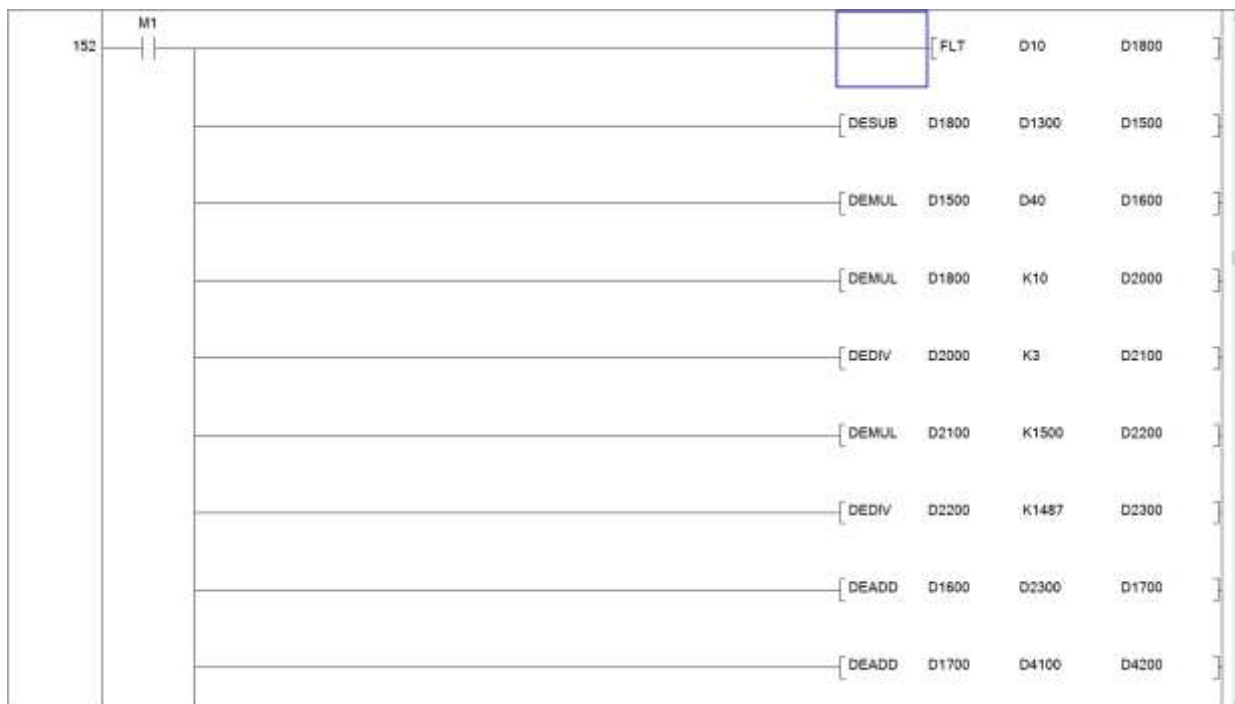 M1
152 FLT D10 D1800
DESUB D1800 D1300 D1500
DEMUL D1500 D40 D1600
DEMUL D1800 K10 D2000
DEDIV D2000 K3 D2100
DEMUL D2100 K1500 D2200
DEDIV D2200 K1487 D2300
DEADD D1600 D2300 D1700
DEADD D1700 D4100 D4200